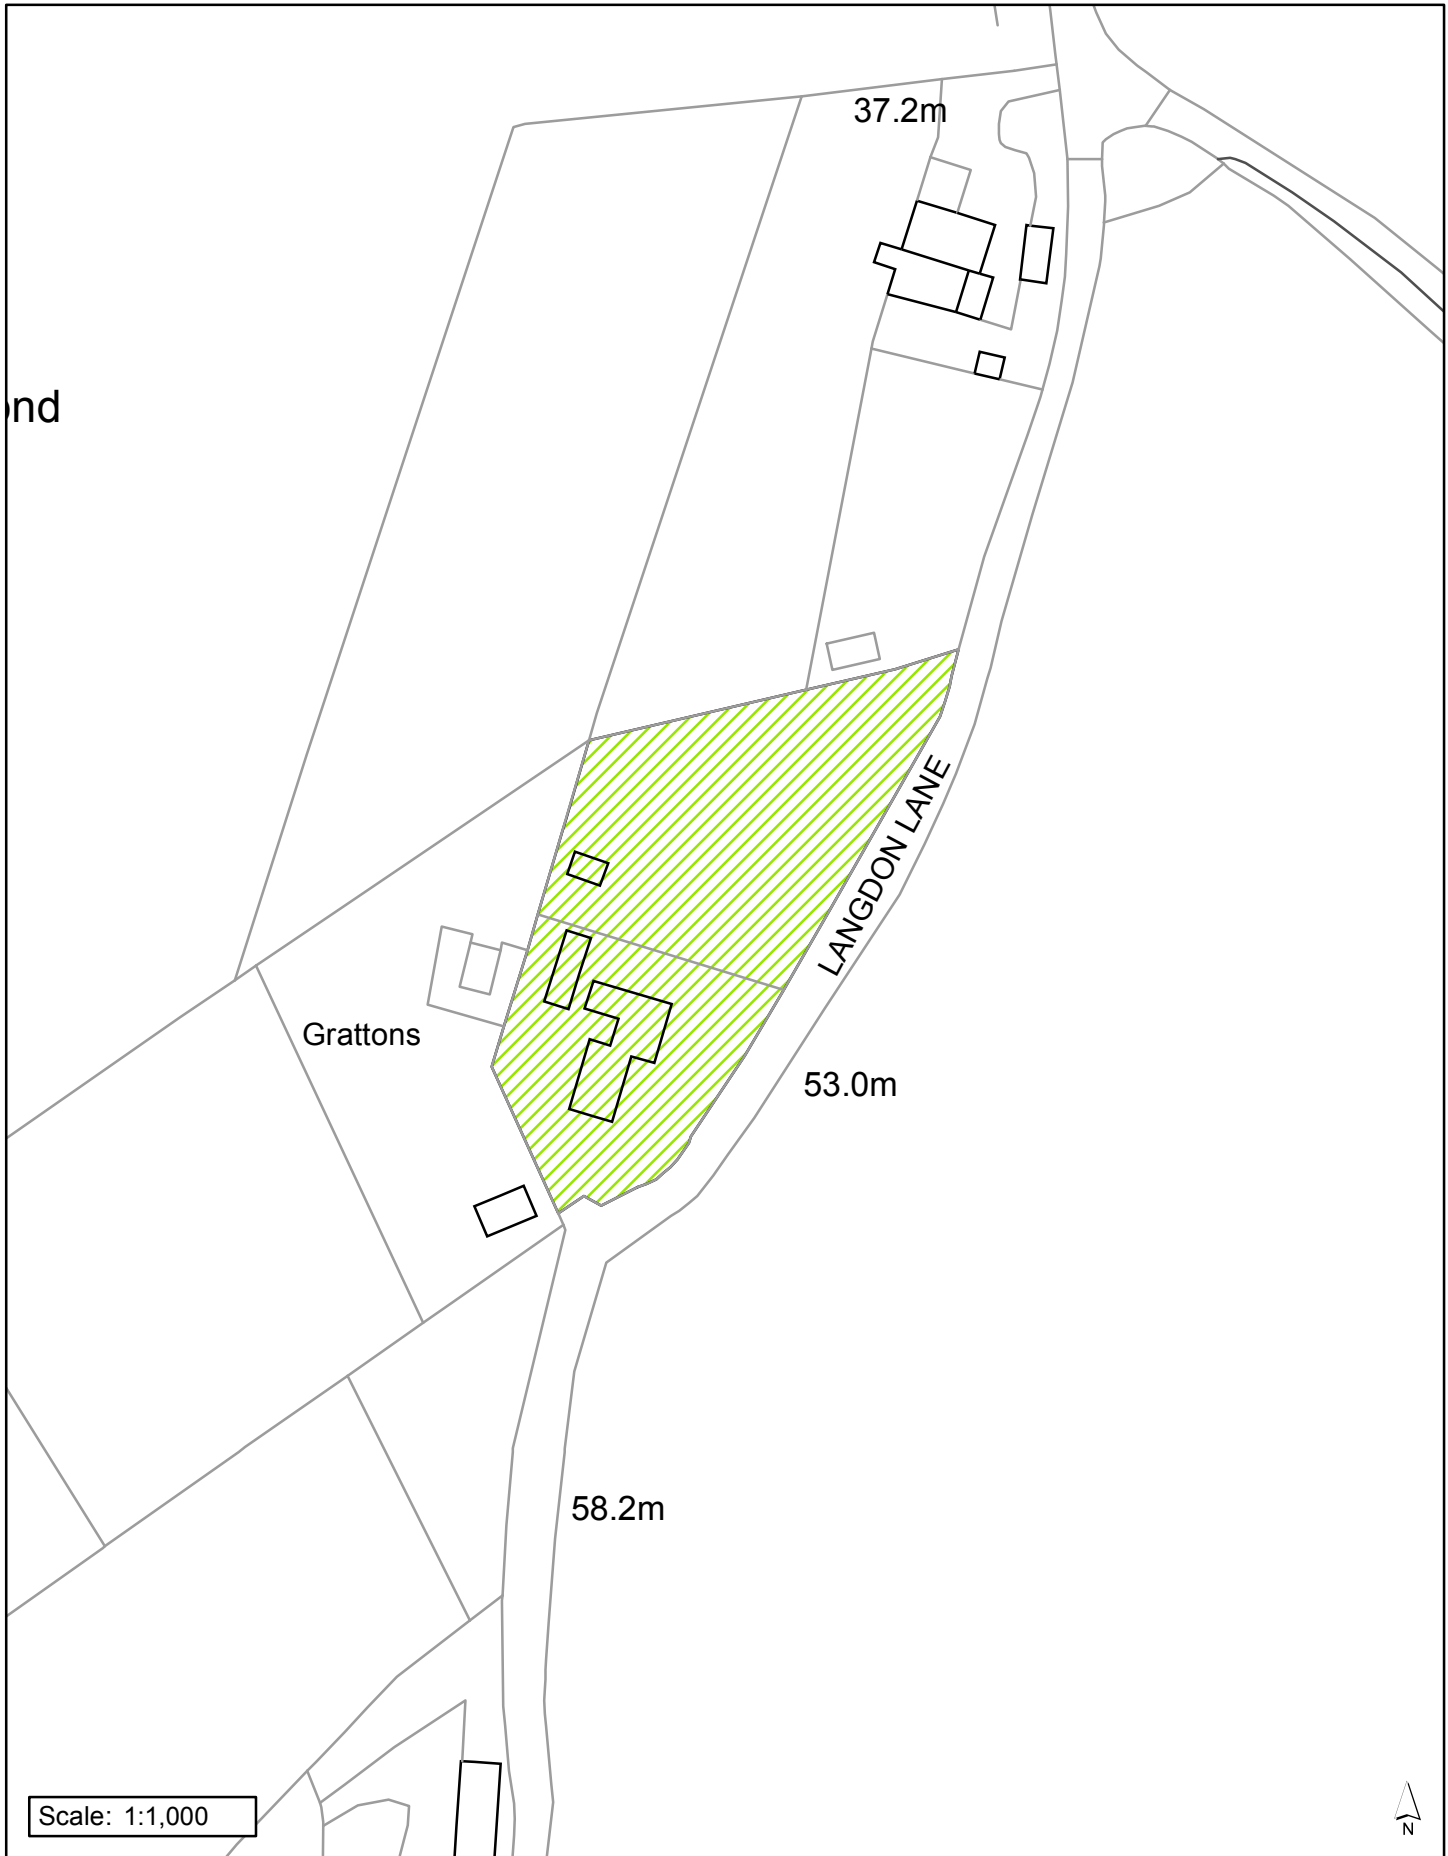 37.2m
ond
LANGDON LANE
Grattons
53.0m
58.2m
Scale: 1:1,000
N